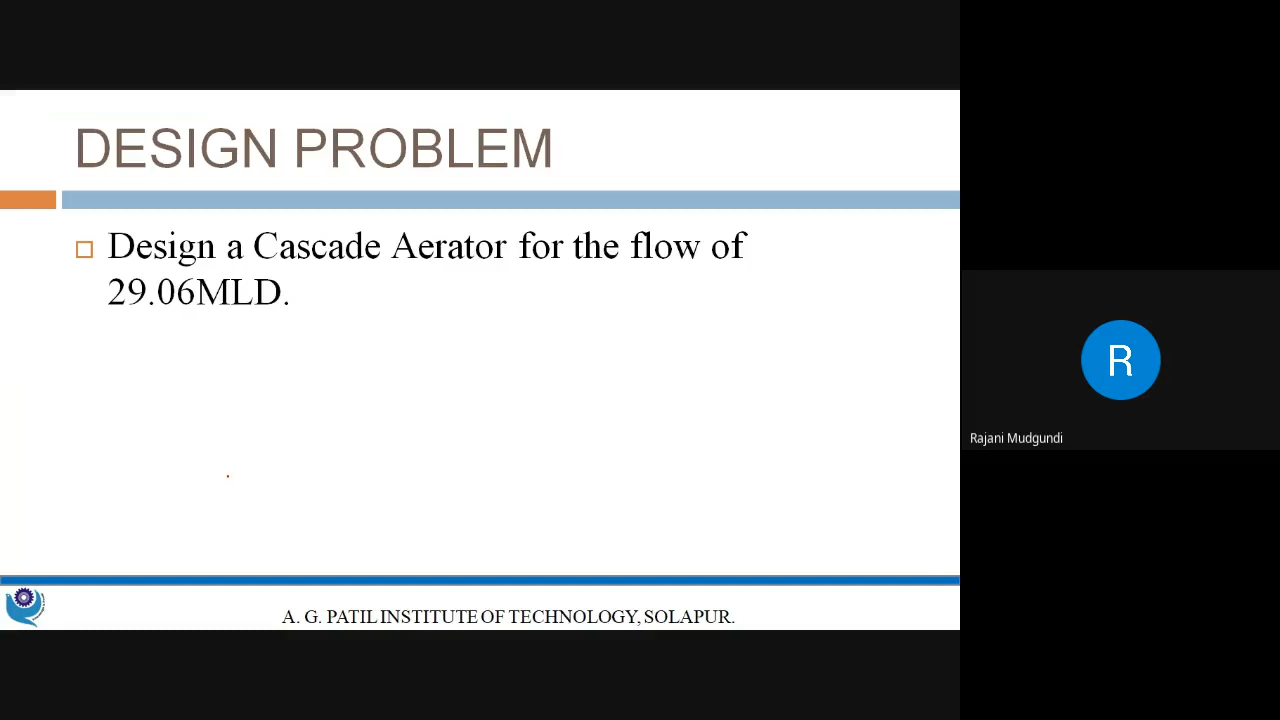 DESIGN PROBLEM
Design a Cascade Aerator for the flow of
29.06MLD.
R
Rajani Mudgundi
A. G. PATIL INSTITUTE OF TECHNOLOGY, SOLAPUR.